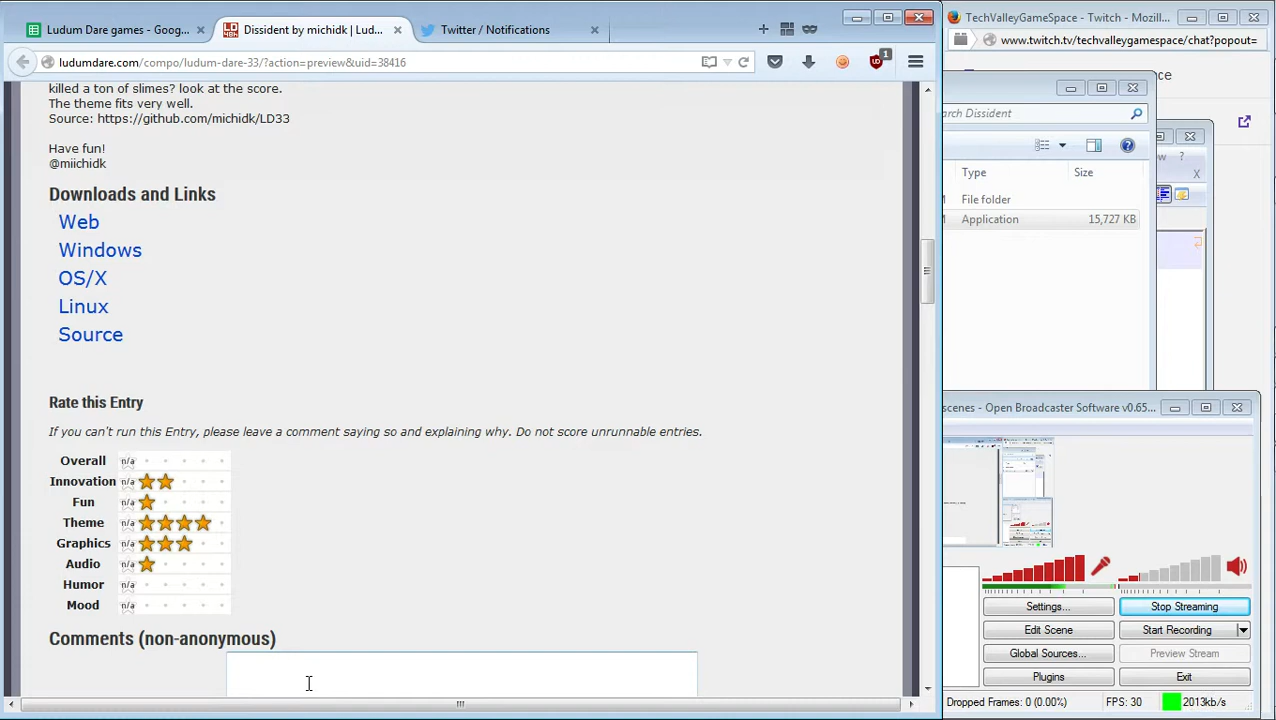 Ludum Dare games - Goog...
Dissident by michidk | Lud...
Twitter / Notifications
TechValleyGameSpace - Twitch - Mozill...
ludumdare.com/compo/ludumdare-33/?action=preview&uid=38416
1
www.twitch.tv/techvalleygamespace/chat?popout=
killed a ton of slimes? look at the score.
The theme fits very well.
Source: https://github.com/michidk/LD33
Have fun!
@miichidk
Downloads and Links
Web
Windows
OS/X
Linux
Source
Rate this Entry
If you can't run this Entry, please leave a comment saying so and explaining why. Do not score unrunnable entries.
Overall n/a
Innovation n/a
Fun n/a
Theme n/a
Graphics n/a
Audio n/a
Humor n/a
Mood n/a
Comments (non-anonymous)
ce
arch Dissident
Type
Size
File folder
Application
15,727 KB
w ?
X
scenes - Open Broadcaster Software v0.65...
Settings...
Stop Streaming
Edit Scene
Start Recording
Global Sources...
Preview Stream
Plugins
Exit
Dropped Frames: 0 (0.00%)
FPS: 30
2013kb/s